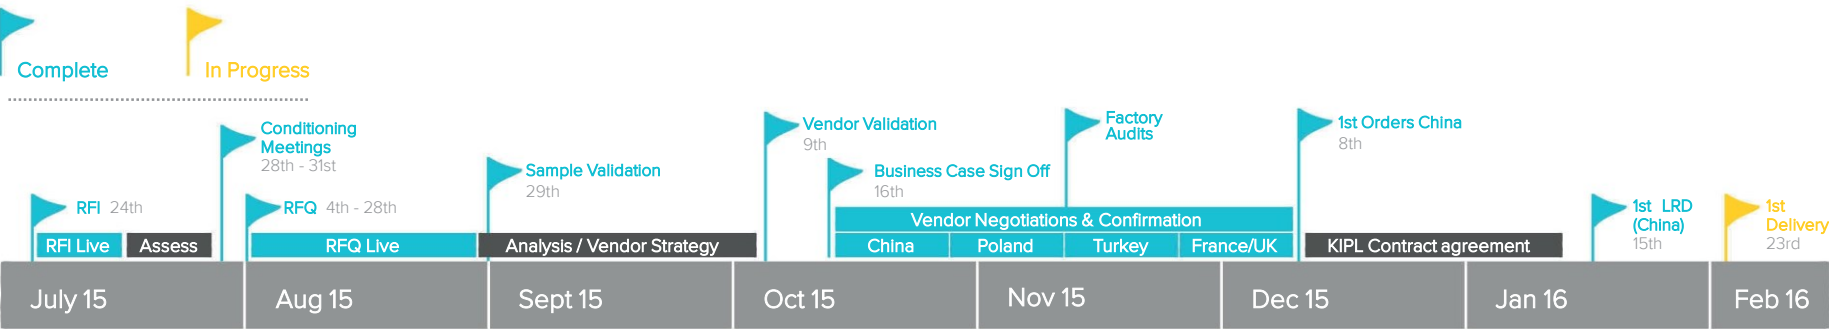 Complete
In Progress
Conditioning
Meetings
28th - 31st
Vendor Validation
9th
Factory
Audits
1st Orders China
8th
Sample Validation
29th
Business Case Sign Off
16th
RFI 24th
RFQ 4th - 28th
1st LRD
(China)
15th
1st
Delivery
23rd
Vendor Negotiations & Confirmation
RFI Live
Assess
RFQ Live
Analysis / Vendor Strategy
China
Poland
Turkey
France/UK
KIPL Contract agreement
July 15
Aug 15
Sept 15
Oct 15
Nov 15
Dec 15
Jan 16
Feb 16